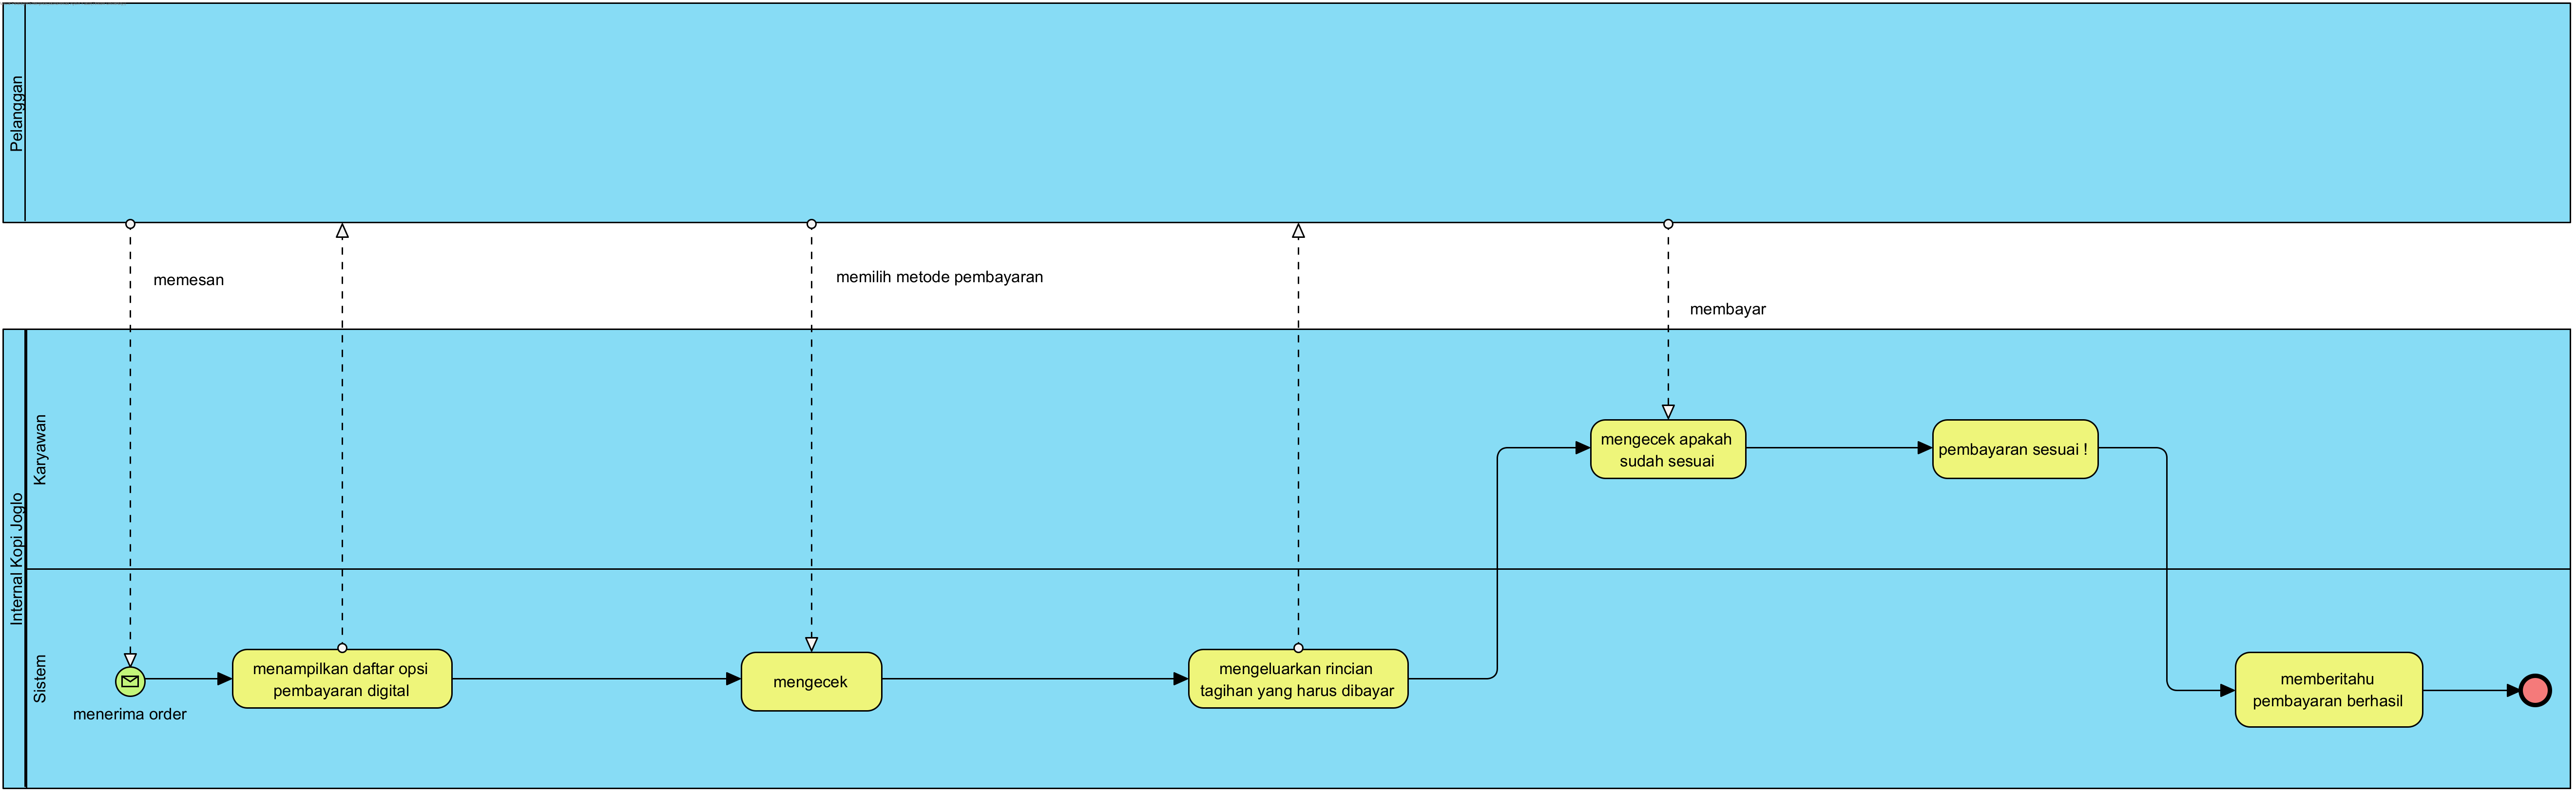 Pelanggan
memesan
memilih metode pembayaran
membayar
Internal Kopi Joglo
Karyawan
mengecek apakah
sudah sesuai
pembayaran sesuai !
Sistem
menerima order
menampilkan daftar opsi
pembayaran digital
mengecek
mengeluarkan rincian
tagihan yang harus dibayar
memberitahu
pembayaran berhasil